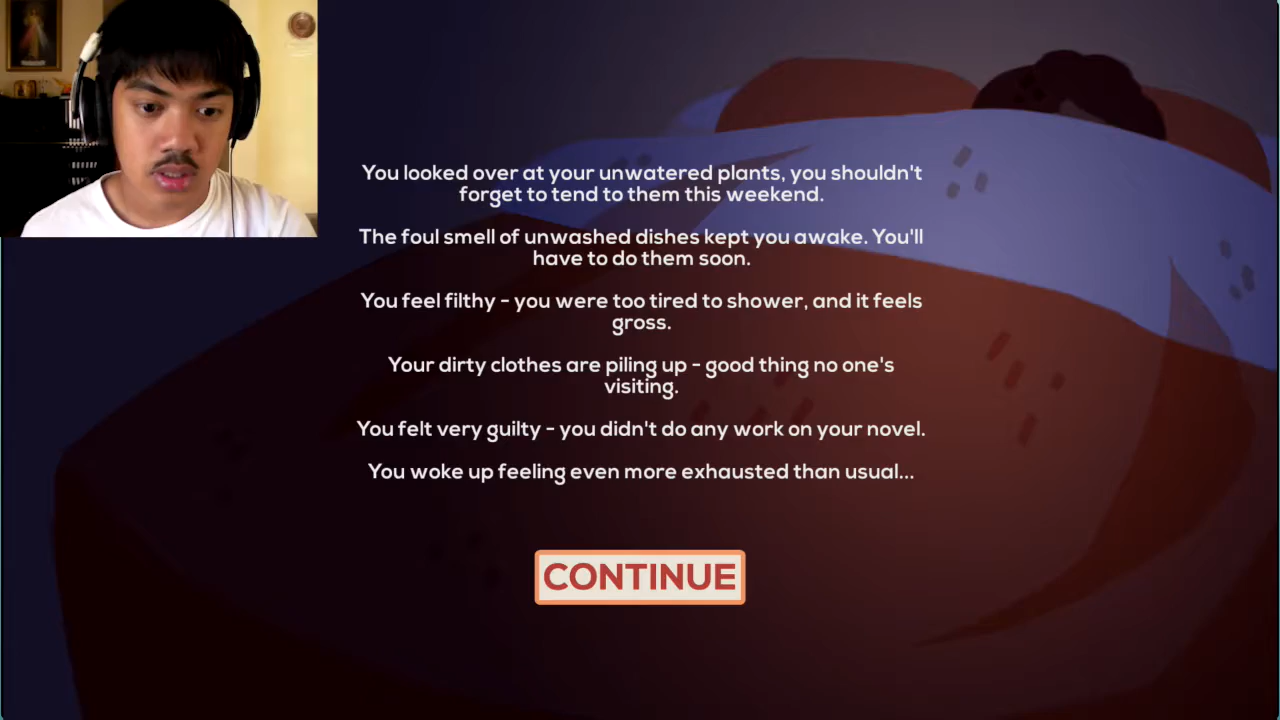 You looked over at your unwatered plants, you shouldn't
forget to tend to them this weekend.
The foul smell of unwashed dishes kept you awake. You'll
have to do them soon.
You feel filthy - you were too tired to shower, and it feels
gross.
Your dirty clothes are piling up - good thing no one's
visiting.
You felt very guilty - you didn't do any work on your novel.
You woke up feeling even more exhausted than usual...
CONTINUE